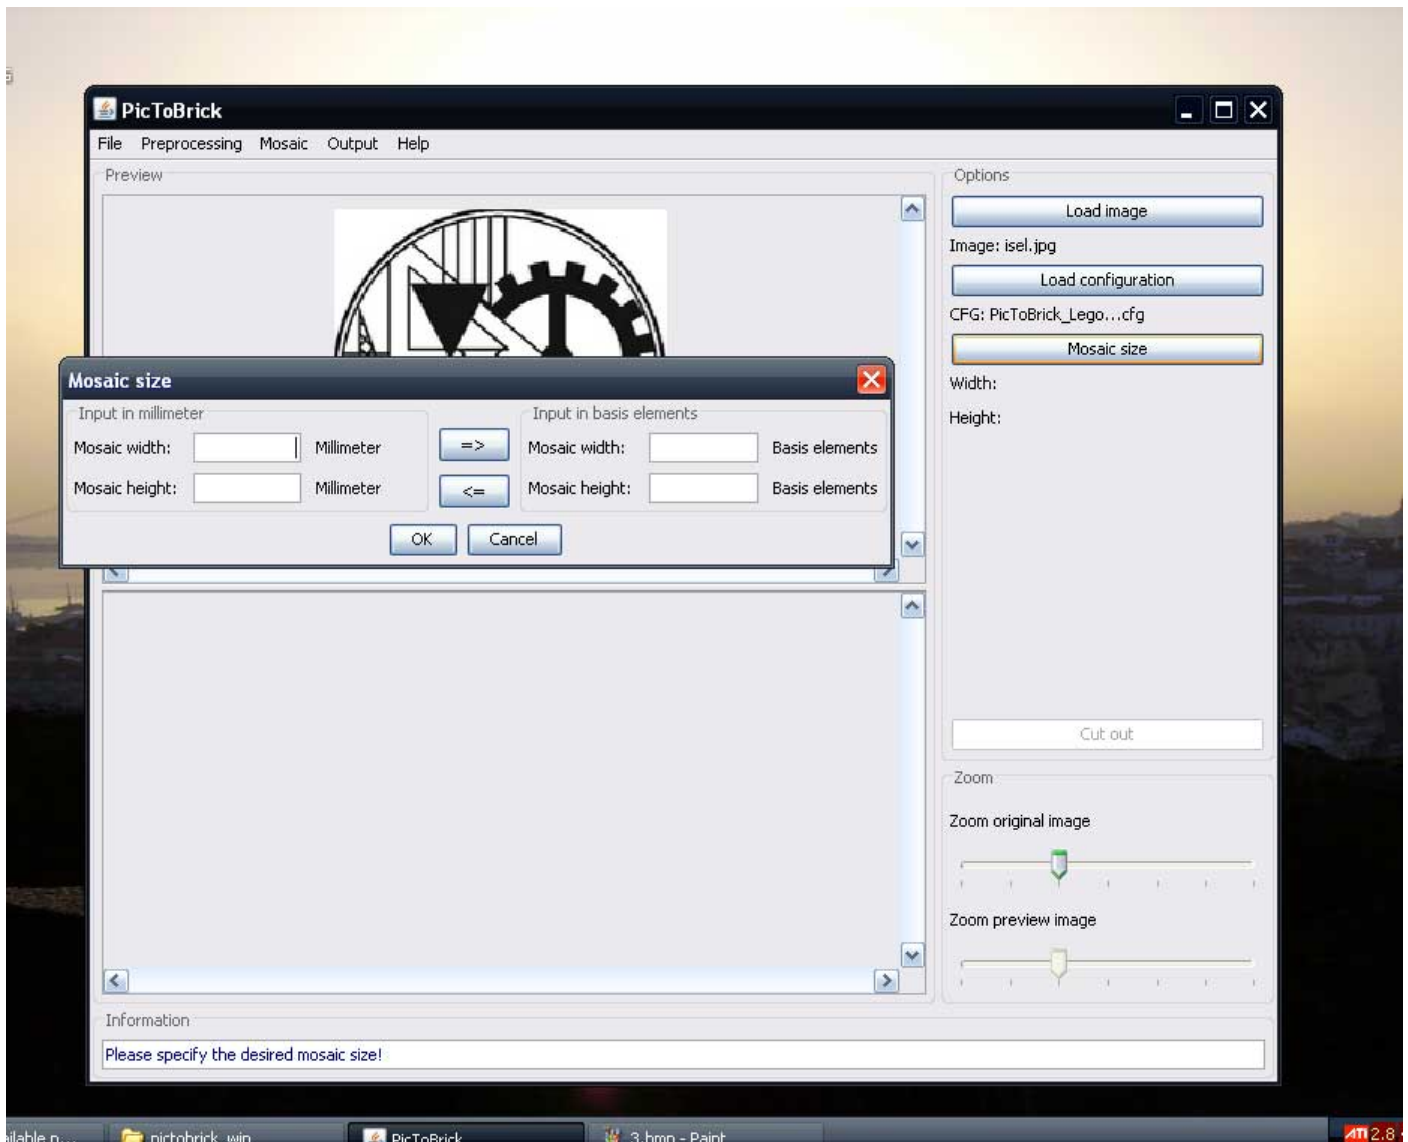 PicToBrick
File Preprocessing Mosaic Output Help
Preview
Options
Load image
Image: isel.jpg
Load configuration
CFG: PicToBrick_Lego...cfg
Mosaic size
Width:
Height:
Mosaic size
Input in millimeter
Input in basis elements
Mosaic width: Millimeter => Mosaic width: Basis elements
Mosaic height: Millimeter <= Mosaic height: Basis elements
OK Cancel
Cut out
Zoom
Zoom original image
Zoom preview image
Information
Please specify the desired mosaic size!
pictobrick_win PicToBrick 3.bmp - Paint ATI 2.8